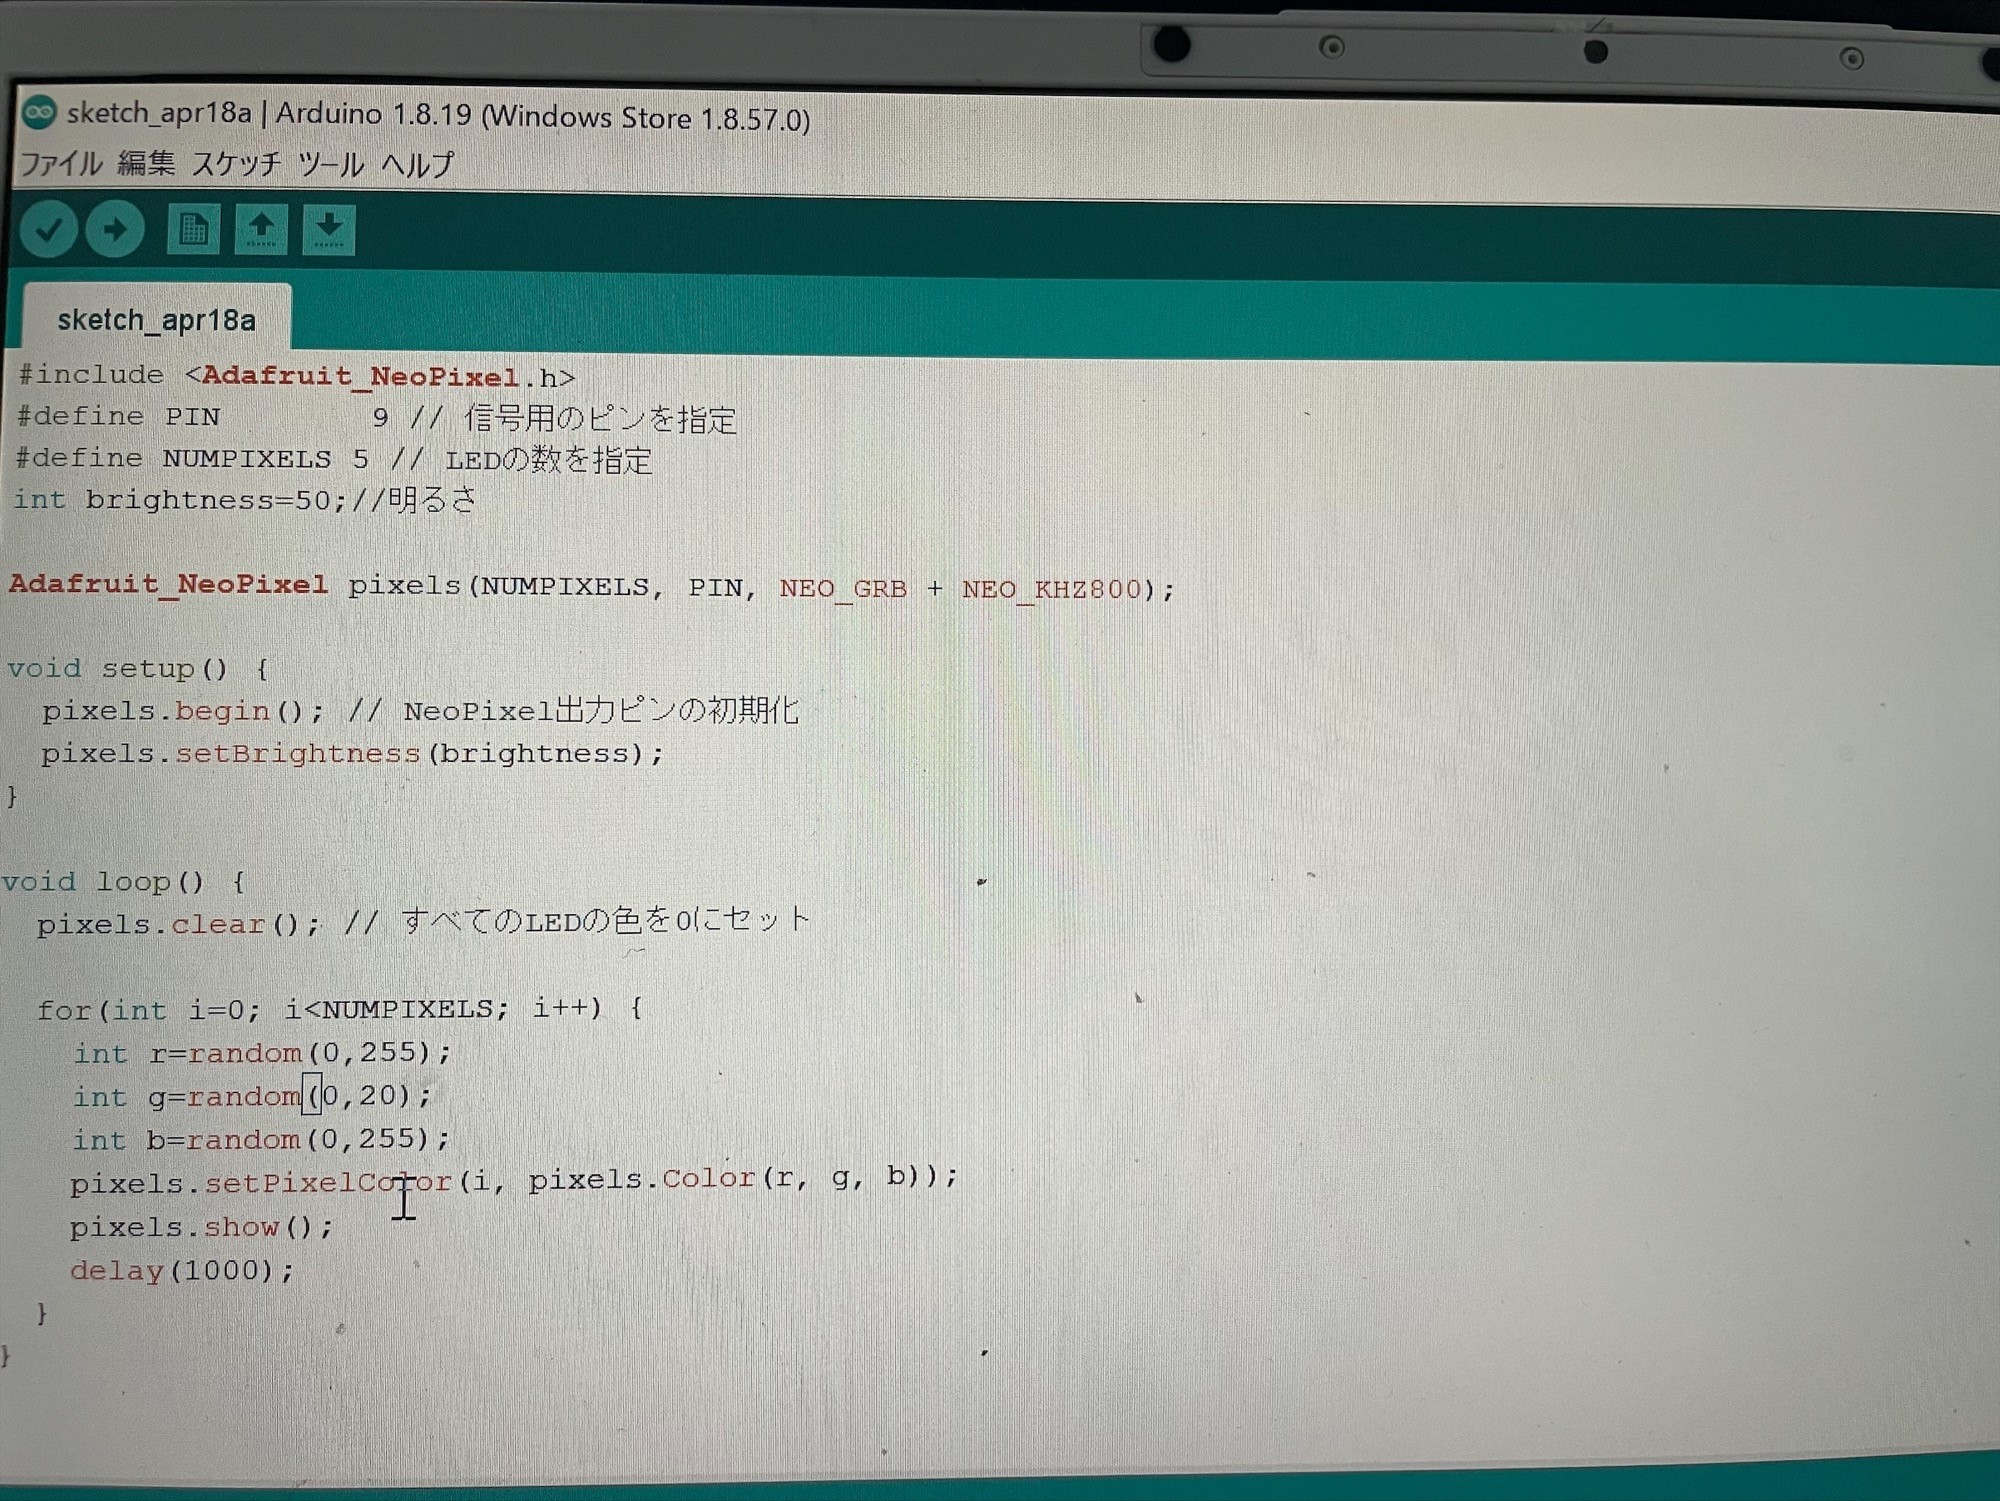 sketch_apr18a | Arduino 1.8.19 (Windows Store 1.8.57.0)
ファイル 編集 スケッチ ツール ヘルプ
sketch_apr18a
#include <Adafruit_NeoPixel.h>
#define PIN        9 // 信号用のピンを指定
#define NUMPIXELS 5 // LEDの数を指定
int brightness=50;//明るさ
Adafruit_NeoPixel pixels(NUMPIXELS, PIN, NEO_GRB + NEO_KHZ800);
void setup() {
  pixels.begin(); // NeoPixel出力ピンの初期化
  pixels.setBrightness(brightness);
}
void loop() {
  pixels.clear(); // すべてのLEDの色を0にセット
  for(int i=0; i<NUMPIXELS; i++) {
    int r=random(0,255);
    int g=random(0,20);
    int b=random(0,255);
    pixels.setPixelColor(i, pixels.Color(r, g, b));
    pixels.show();
    delay(1000);
  }
}